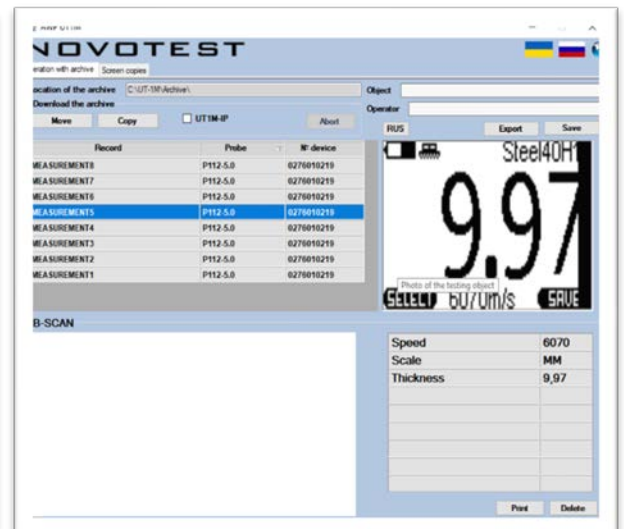 NOVOTEST
eration with archive Screen copies
ocation of the archive C:\UT-1M\Archive\
Object
Download the archive
Operator
Move Copy UT1M-IP Abort
RUS Export Save
Record Probe N° device
MEASUREMENT8 P112-5.0 0276010219
MEASUREMENT7 P112-5.0 0276010219
MEASUREMENT6 P112-5.0 0276010219
MEASUREMENT5 P112-5.0 0276010219
MEASUREMENT4 P112-5.0 0276010219
MEASUREMENT3 P112-5.0 0276010219
MEASUREMENT2 P112-5.0 0276010219
MEASUREMENT1 P112-5.0 0276010219
Steel40H1
9.97
Photo of the testing object
SELECT 6070m/s SAVE
B-SCAN
Speed 6070
Scale MM
Thickness 9,97
Print Delete